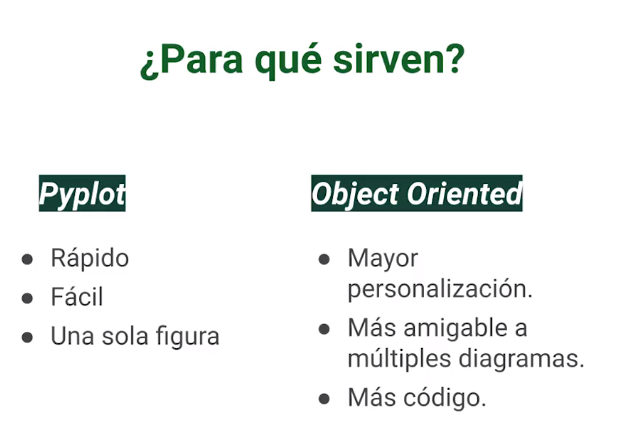 ¿Para qué sirven?
Pyplot
● Rápido
● Fácil
● Una sola figura
Object Oriented
● Mayor
personalización.
● Más amigable a
múltiples diagramas.
● Más código.